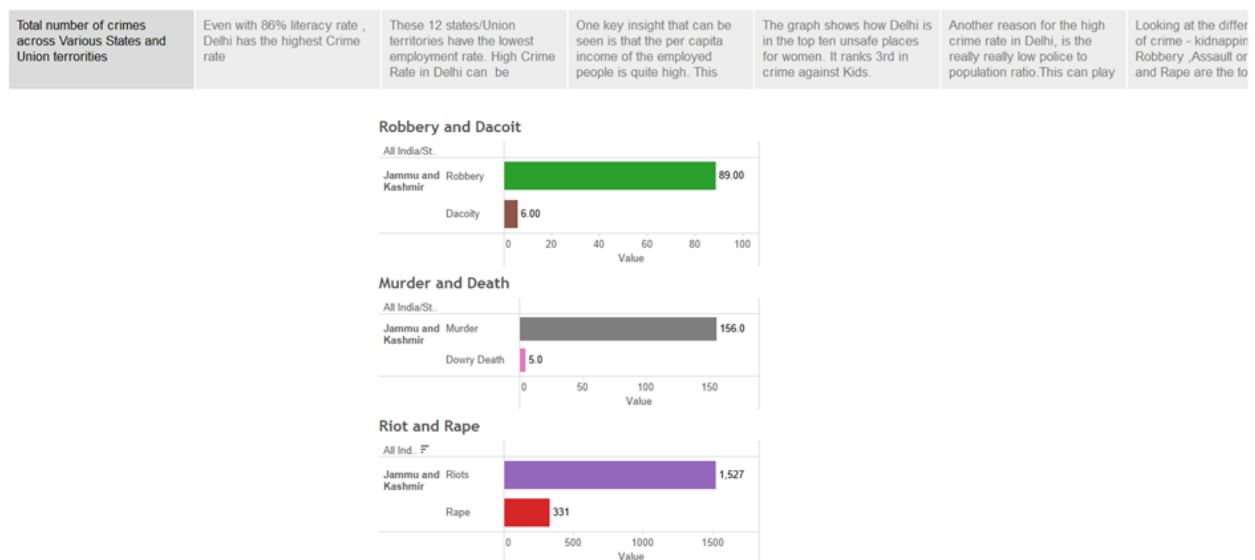 Total number of crimes
across Various States and
Union terrorities
Even with 86% literacy rate ,
Delhi has the highest Crime
rate
These 12 states/Union
territories have the lowest
employment rate. High Crime
Rate in Delhi can be
One key insight that can be
seen is that the per capita
income of the employed
people is quite high. This
The graph shows how Delhi is
in the top ten unsafe places
for women. It ranks 3rd in
crime against Kids.
Another reason for the high
crime rate in Delhi, is the
really really low police to
population ratio.This can play
Looking at the differ
of crime - kidnappin
Robbery ,Assault or
and Rape are the to
Robbery and Dacoit
All India/St..
Jammu and Robbery
Kashmir
89.00
Dacoity
6.00
0 20 40 60 80 100
Value
Murder and Death
All India/St..
Jammu and Murder
Kashmir
156.0
Dowry Death
5.0
0 50 100 150
Value
Riot and Rape
All Ind..
Jammu and Riots
Kashmir
1,527
Rape
331
0 500 1000 1500
Value